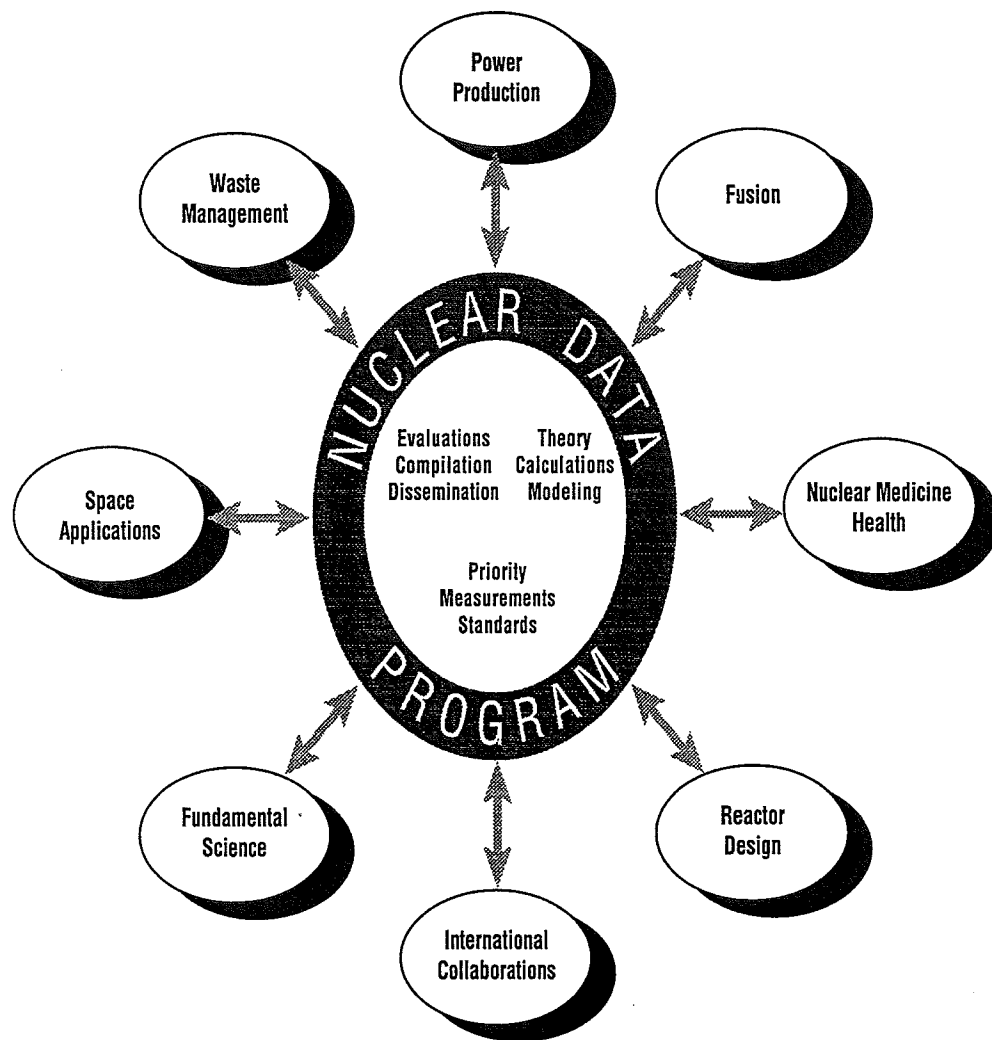 Power
Production
Waste
Management
Fusion
NUCLEAR DATA
Evaluations
Compilation
Dissemination
Theory
Calculations
Modeling
Space
Applications
Nuclear Medicine
Health
Priority
Measurements
Standards
PROGRAM
Fundamental
Science
Reactor
Design
International
Collaborations